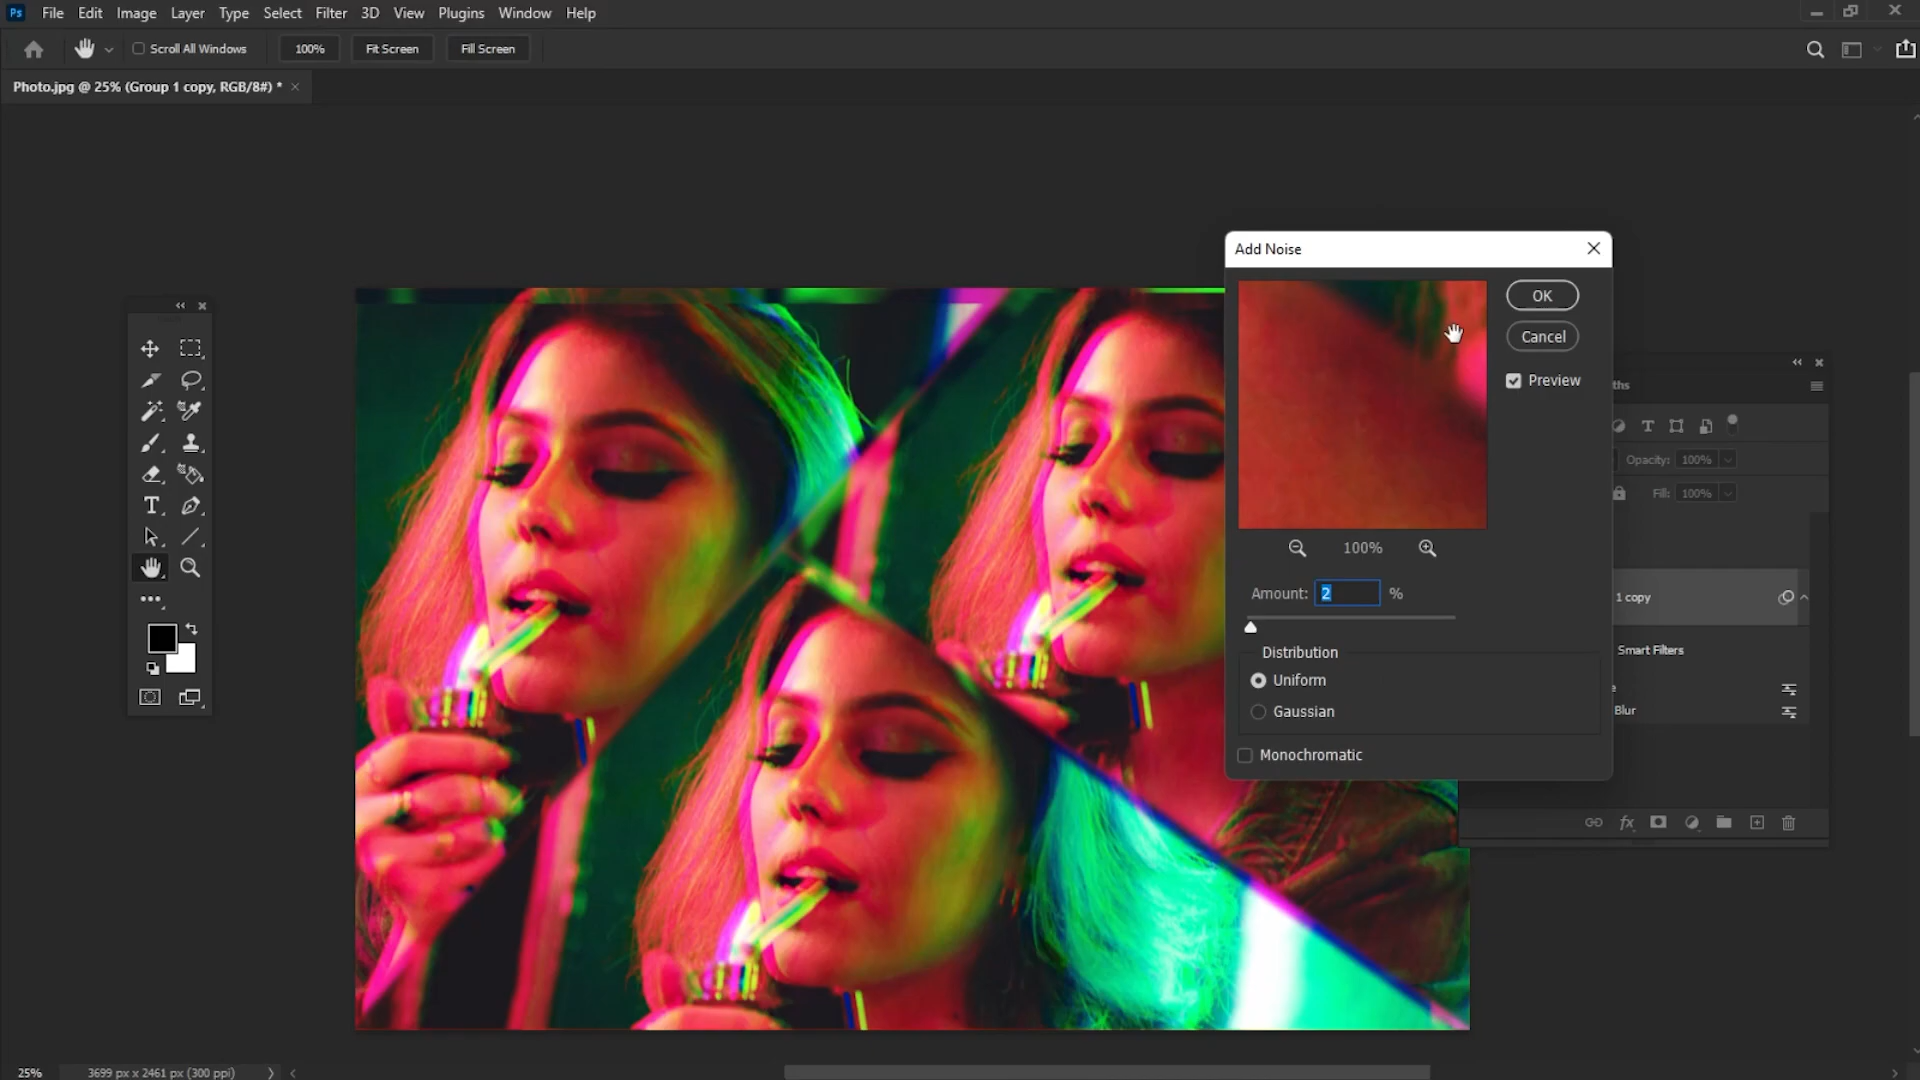 Ps File Edit Image Layer Type Select Filter 3D View Plugins Window Help
Scroll All Windows 100% Fit Screen Fill Screen
Photo.jpg @ 25% (Group 1 copy, RGB/8#) *
Add Noise
OK
Cancel
Preview
100%
Amount: 2 %
Distribution
Uniform
Gaussian
Monochromatic
ths
Opacity: 100%
Fill: 100%
1 copy
Smart Filters
e
Blur
25% 3699 px x 2461 px (300 ppi)